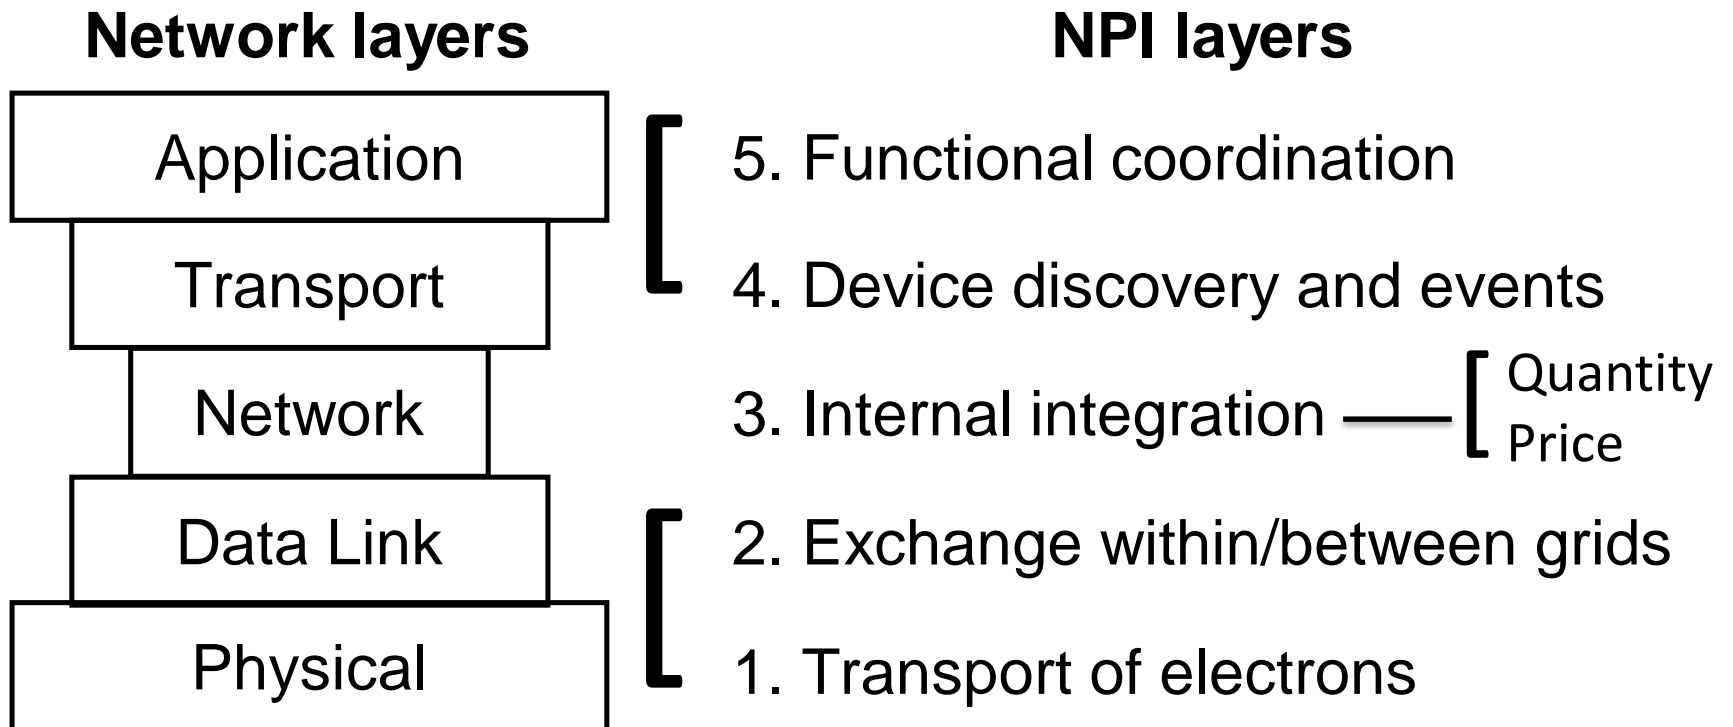 Network layers
NPI layers
Application
5. Functional coordination
Transport
4. Device discovery and events
Network
3. Internal integration
Quantity
Price
Data Link
2. Exchange within/between grids
Physical
1. Transport of electrons